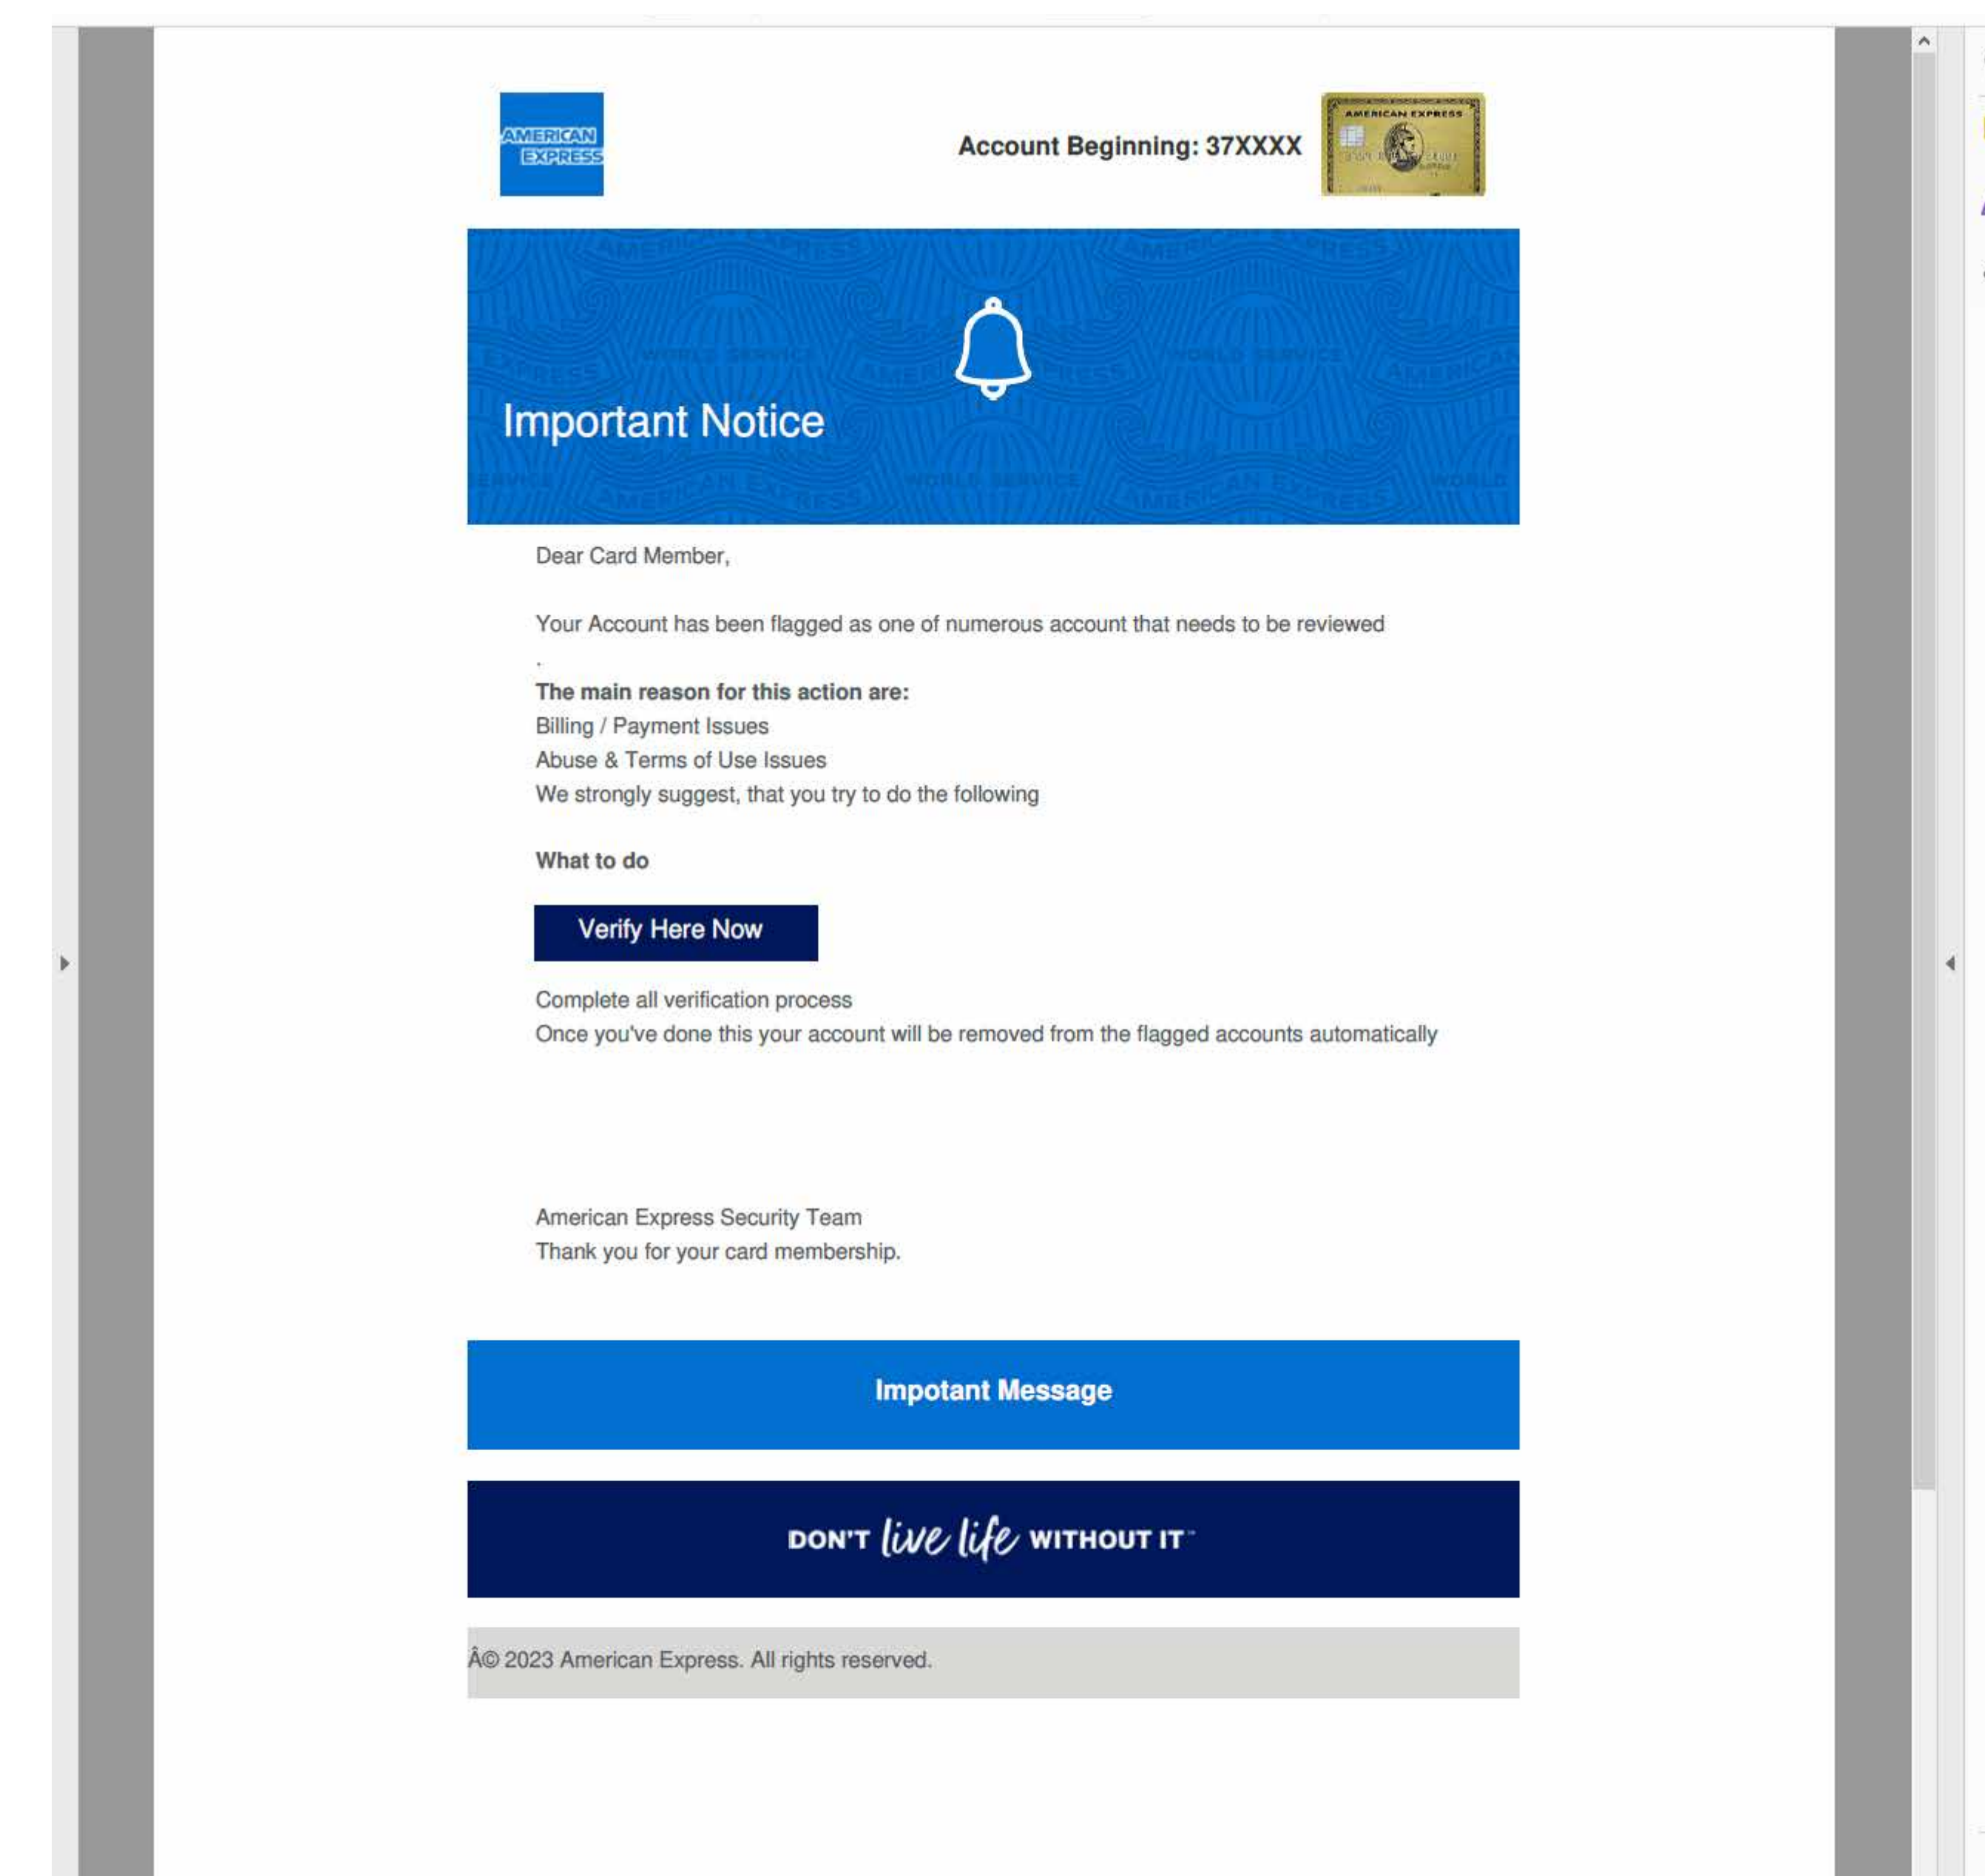 AMERICAN
EXPRESS
Account Beginning: 37XXXX
AMERICAN EXPRESS
Important Notice
Dear Card Member,
Your Account has been flagged as one of numerous account that needs to be reviewed
.
The main reason for this action are:
Billing / Payment Issues
Abuse & Terms of Use Issues
We strongly suggest, that you try to do the following
What to do
Verify Here Now
Complete all verification process
Once you've done this your account will be removed from the flagged accounts automatically
American Express Security Team
Thank you for your card membership.
Impotant Message
DON'T live life WITHOUT IT™
Â© 2023 American Express. All rights reserved.